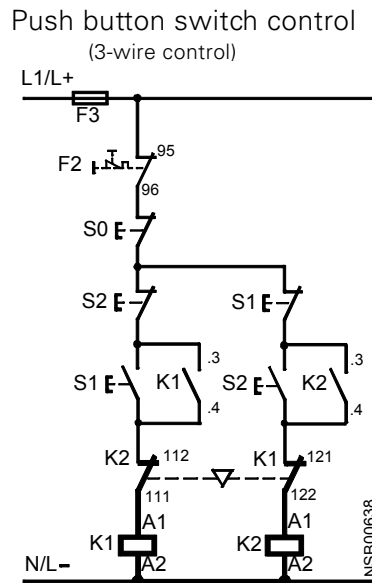 Push button switch control
(3-wire control)
L1/L+
F3
F2 95
96
S0
S2 S1
.3 .3
S1 K1 S2 K2
.4 .4
K2 112 K1 121
111 122
A1 A1
K1 K2
A2 A2
N/L-
NSB00638